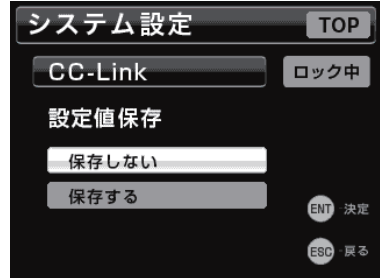 システム設定 TOP
CC-Link ロック中
設定値保存
保存しない
保存する
ENT 決定
ESC 戻る